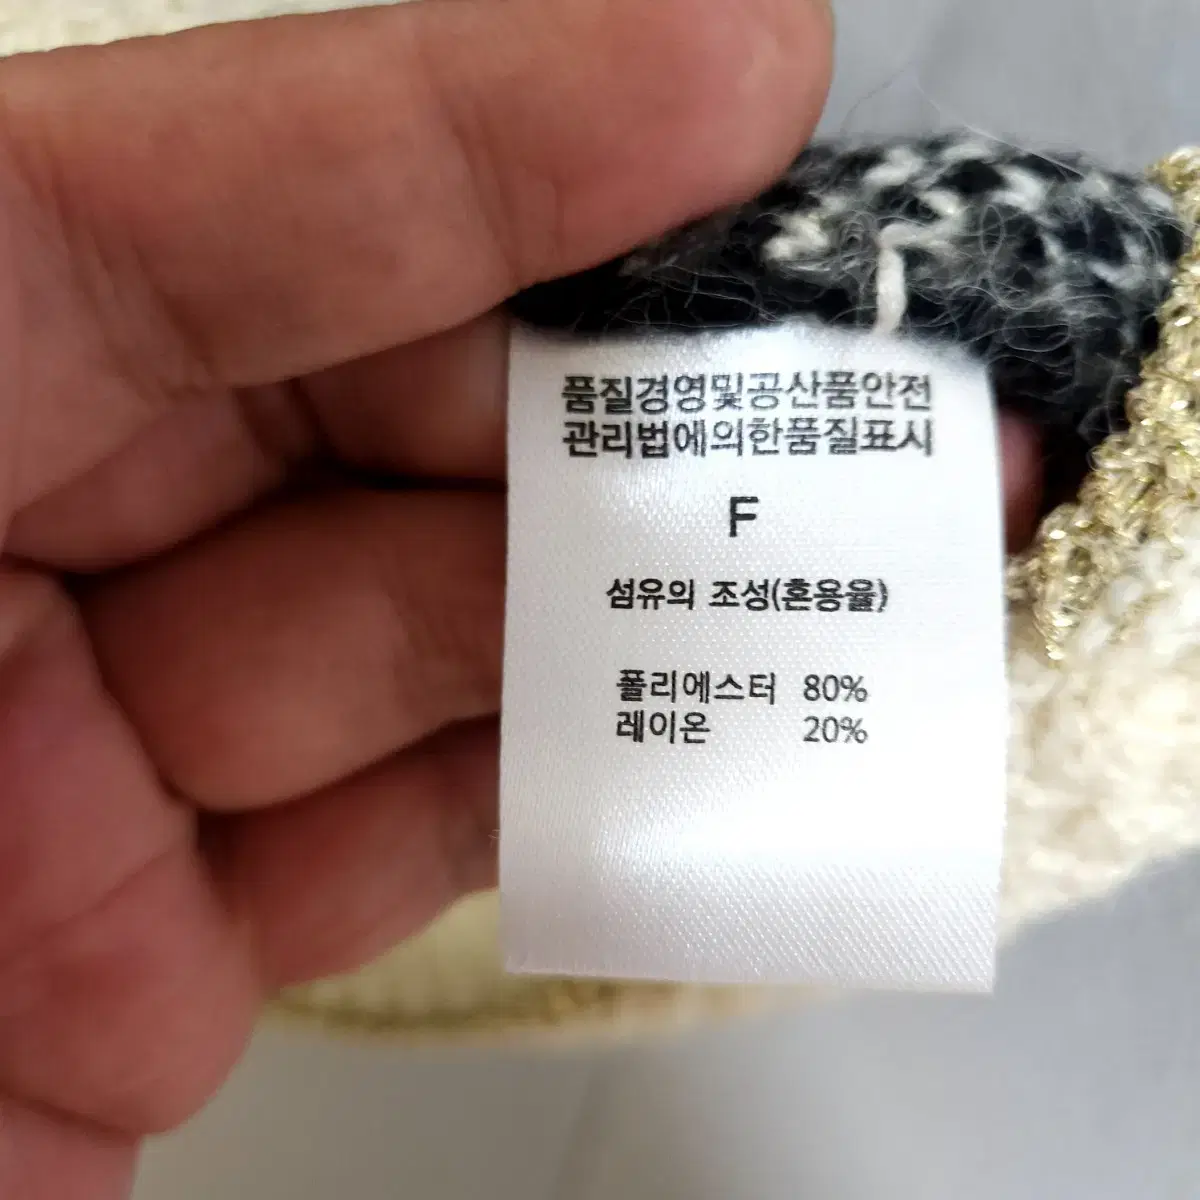 품질경영및공산품안전
관리법에의한품질표시
F
섬유의 조성(혼용율)
폴리에스터 80%
레이온 20%